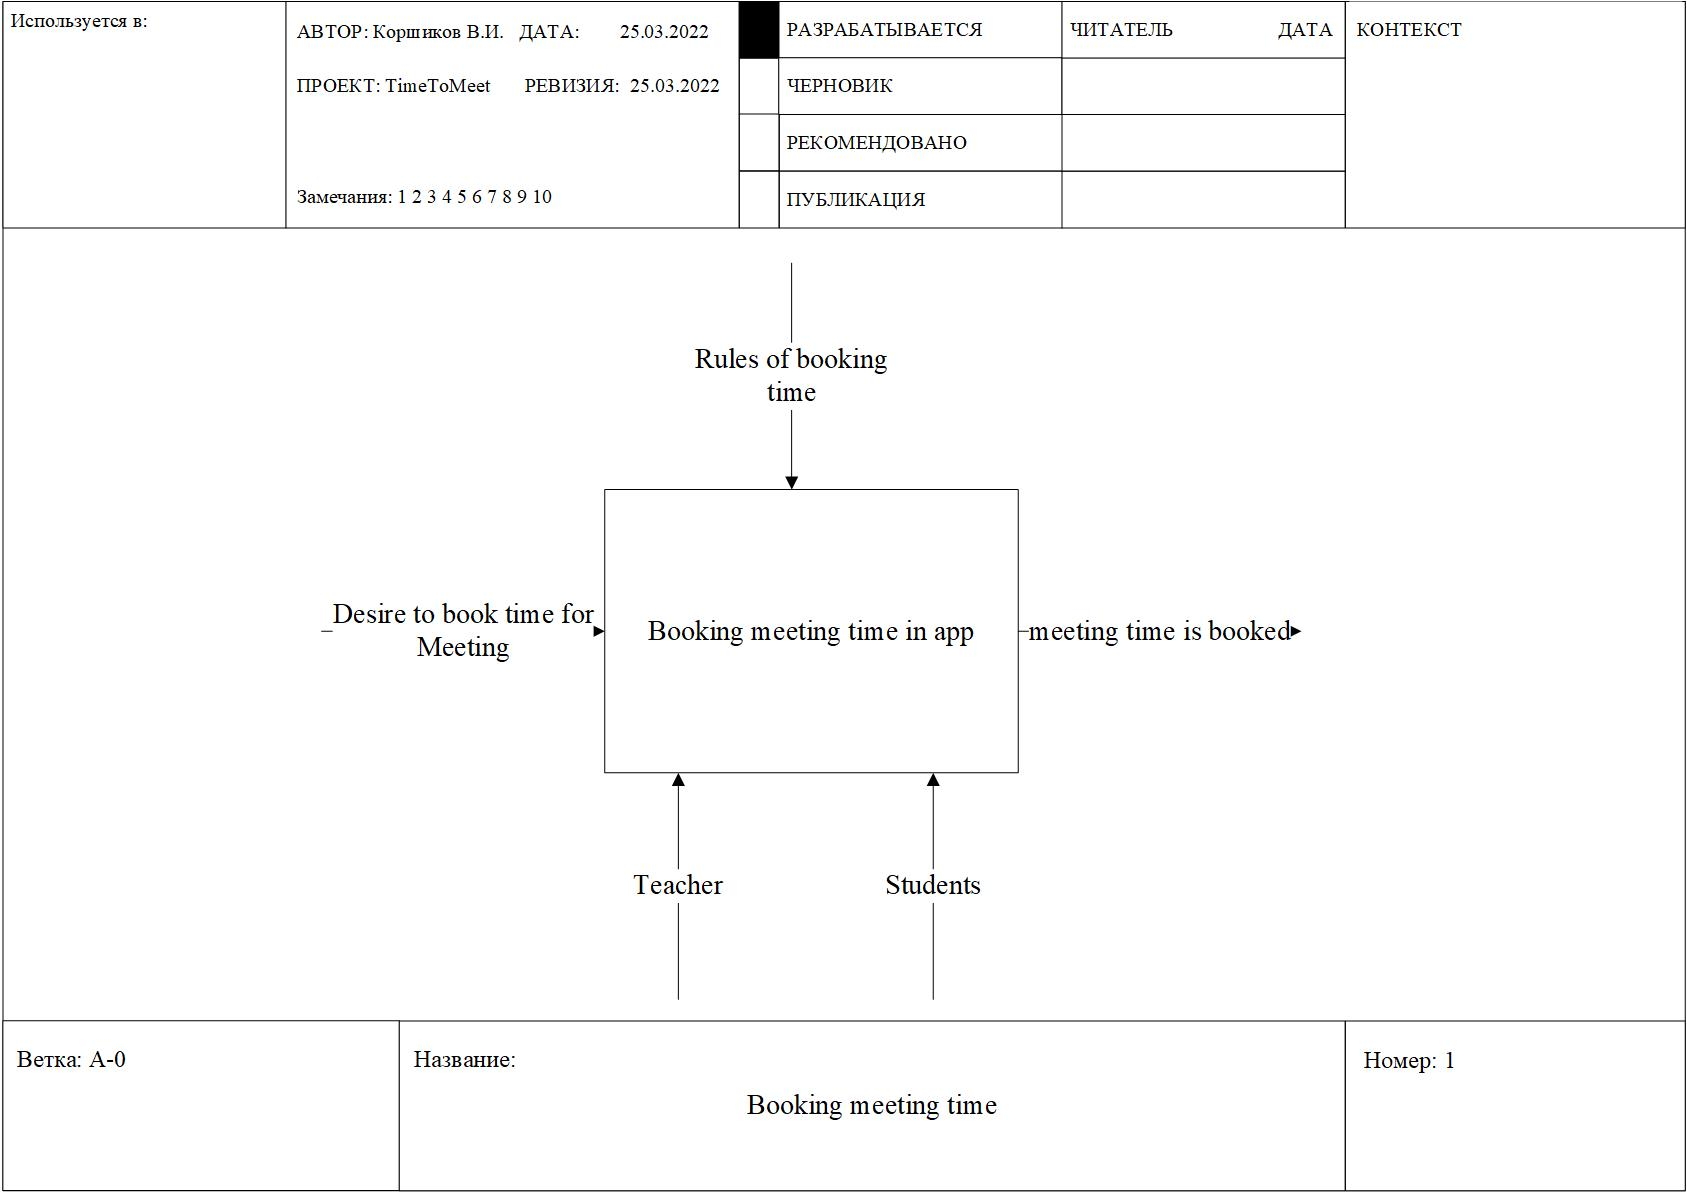 Используется в:
АВТОР: Коршиков В.И. ДАТА: 25.03.2022
ПРОЕКТ: TimeToMeet РЕВИЗИЯ: 25.03.2022
Замечания: 1 2 3 4 5 6 7 8 9 10
РАЗРАБАТЫВАЕТСЯ
ЧЕРНОВИК
РЕКОМЕНДОВАНО
ПУБЛИКАЦИЯ
ЧИТАТЕЛЬ ДАТА
КОНТЕКСТ
Rules of booking
time
Desire to book time for
Meeting
Booking meeting time in app
meeting time is booked
Teacher
Students
Ветка: А-0
Название:
Booking meeting time
Номер: 1